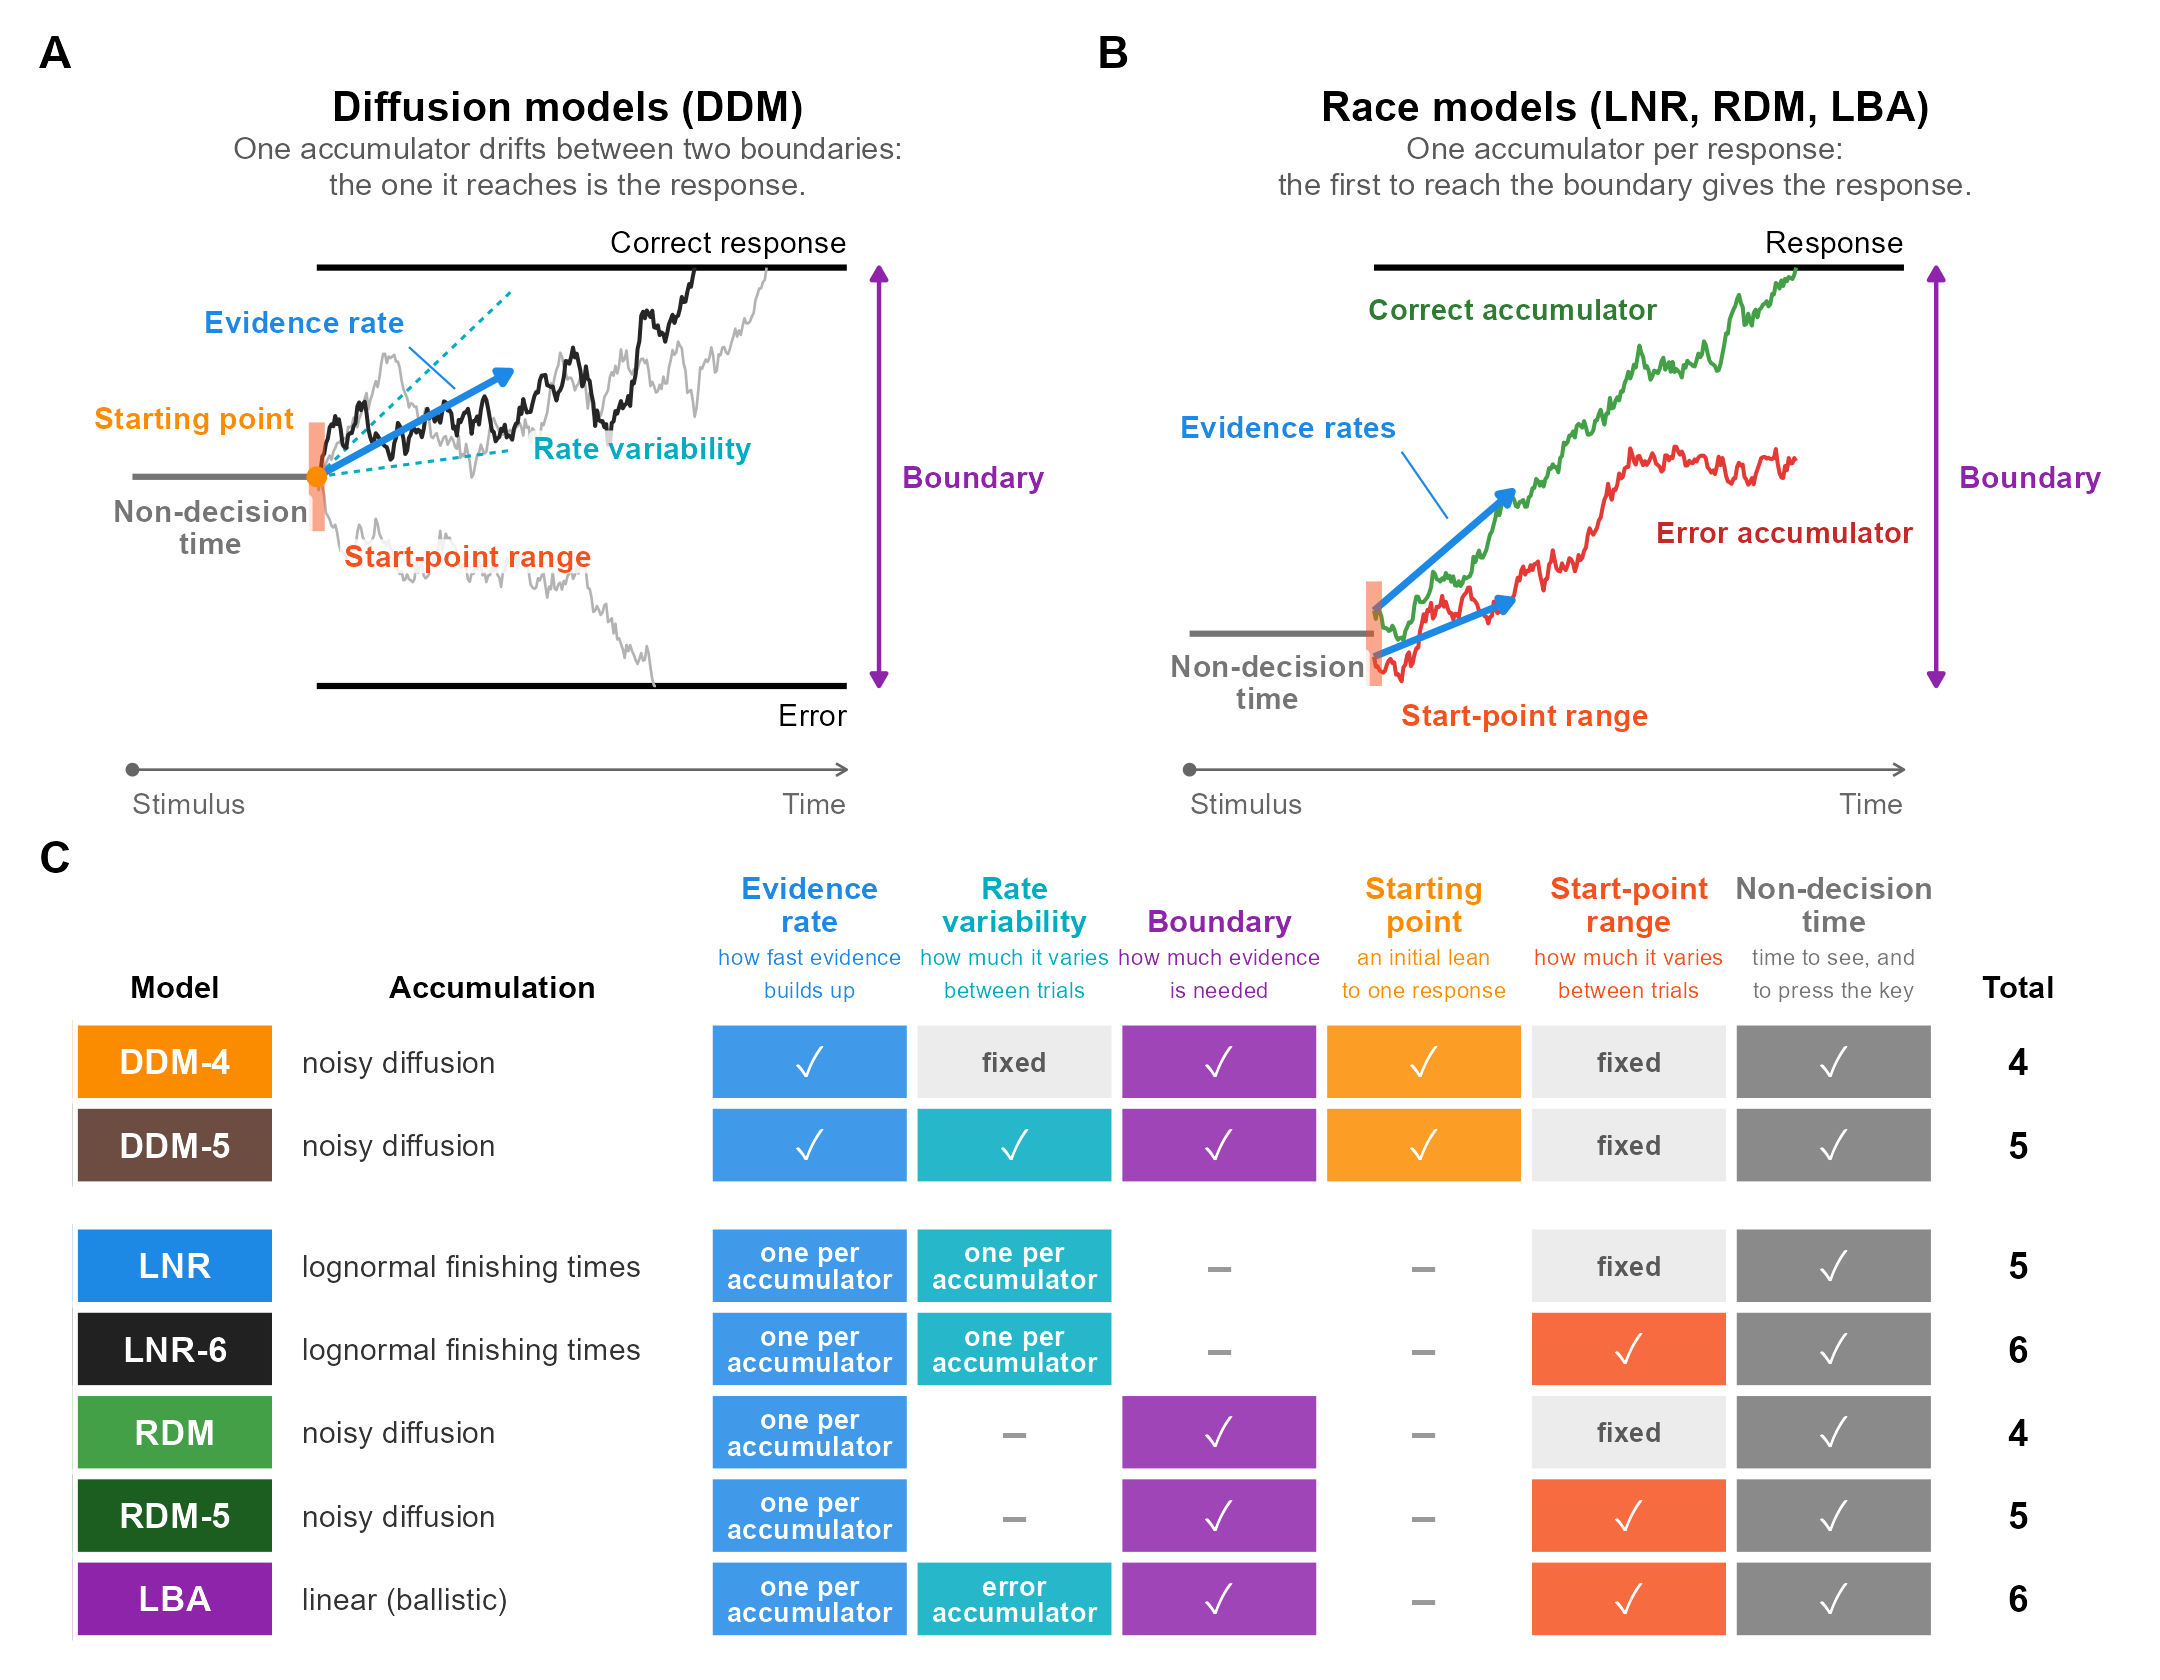 A
Diffusion models (DDM)
One accumulator drifts between two boundaries:
the one it reaches is the response.
Correct response
Evidence rate
Starting point
Rate variability
Boundary
Non-decision
time
Start-point range
Error
Stimulus
Time
B
Race models (LNR, RDM, LBA)
One accumulator per response:
the first to reach the boundary gives the response.
Response
Correct accumulator
Evidence rates
Boundary
Error accumulator
Non-decision
time
Start-point range
Stimulus
Time
C
Model
Accumulation
Evidence
rate
how fast evidence
builds up
Rate
variability
how much it varies
between trials
Boundary
how much evidence
is needed
Starting
point
an initial lean
to one response
Start-point
range
how much it varies
between trials
Non-decision
time
time to see, and
to press the key
Total
DDM-4 noisy diffusion ✓ fixed ✓ ✓ fixed ✓ 4
DDM-5 noisy diffusion ✓ ✓ ✓ ✓ fixed ✓ 5
LNR lognormal finishing times one per accumulator one per accumulator – – fixed ✓ 5
LNR-6 lognormal finishing times one per accumulator one per accumulator – – ✓ ✓ 6
RDM noisy diffusion one per accumulator – ✓ – fixed ✓ 4
RDM-5 noisy diffusion one per accumulator – ✓ – ✓ ✓ 5
LBA linear (ballistic) one per accumulator error accumulator ✓ – ✓ ✓ 6